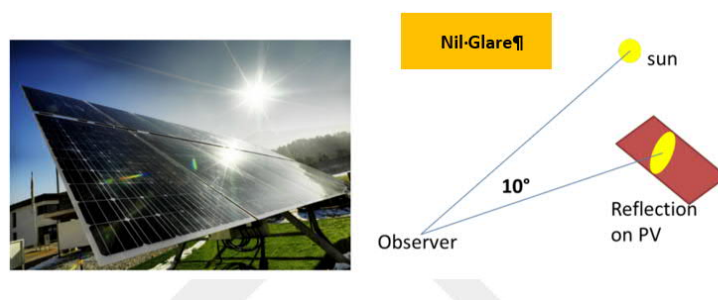 Nil·Glare¶
sun
10°
Observer
Reflection
on PV